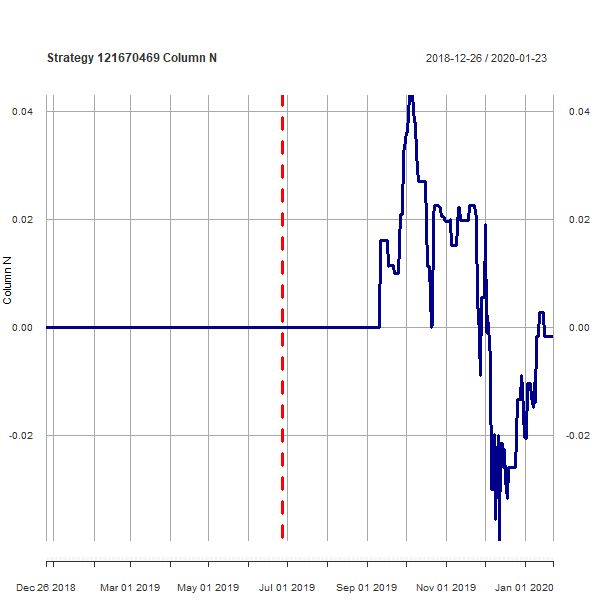 Strategy 121670469 Column N
2018-12-26 / 2020-01-23
0.04 0.04
0.02 0.02
Column N
0.00 0.00
-0.02 -0.02
Dec 26 2018 Mar 01 2019 May 01 2019 Jul 01 2019 Sep 01 2019 Nov 01 2019 Jan 01 2020